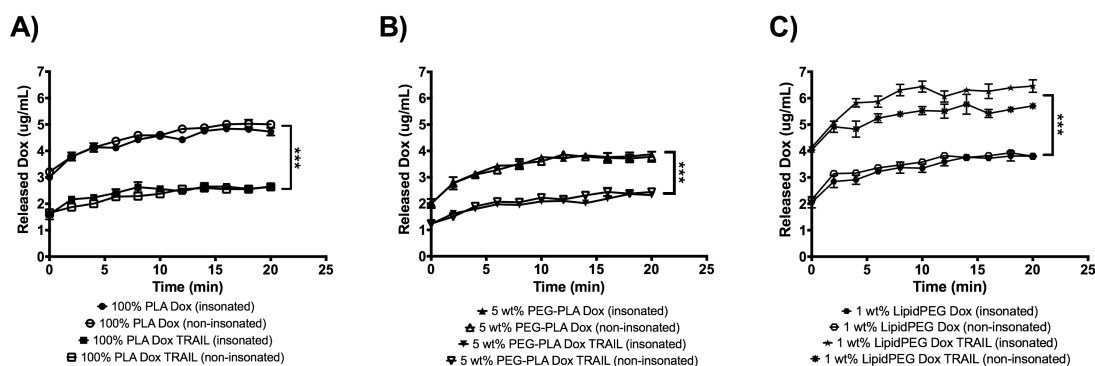 A)
B)
C)
Released Dox (ug/mL)
7
6
5
4
3
2
1
0
0 5 10 15 20 25
Time (min)
***
100% PLA Dox (insonated)
100% PLA Dox (non-insonated)
100% PLA Dox TRAIL (insonated)
100% PLA Dox TRAIL (non-insonated)
Released Dox (ug/mL)
7
6
5
4
3
2
1
0
0 5 10 15 20 25
Time (min)
***
5 wt% PEG-PLA Dox (insonated)
5 wt% PEG-PLA Dox (non-insonated)
5 wt% PEG-PLA Dox TRAIL (insonated)
5 wt% PEG-PLA Dox TRAIL (non-insonated)
Released Dox (ug/mL)
7
6
5
4
3
2
1
0
0 5 10 15 20 25
Time (min)
***
1 wt% LipidPEG Dox (insonated)
1 wt% LipidPEG Dox (non-insonated)
1 wt% LipidPEG Dox TRAIL (insonated)
1 wt% LipidPEG Dox TRAIL (non-insonated)